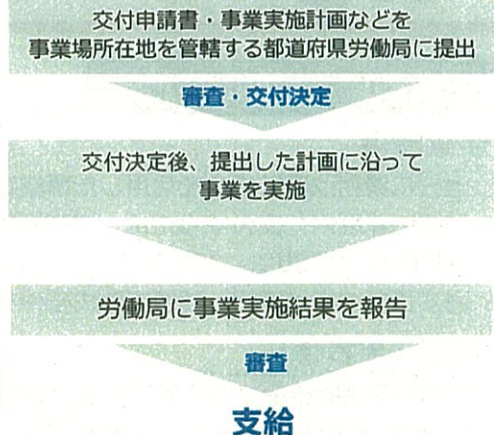 交付申請書・事業実施計画などを
事業場所在地を管轄する都道府県労働局に提出
審査・交付決定
交付決定後、提出した計画に沿って
事業を実施
労働局に事業実施結果を報告
審査
支給